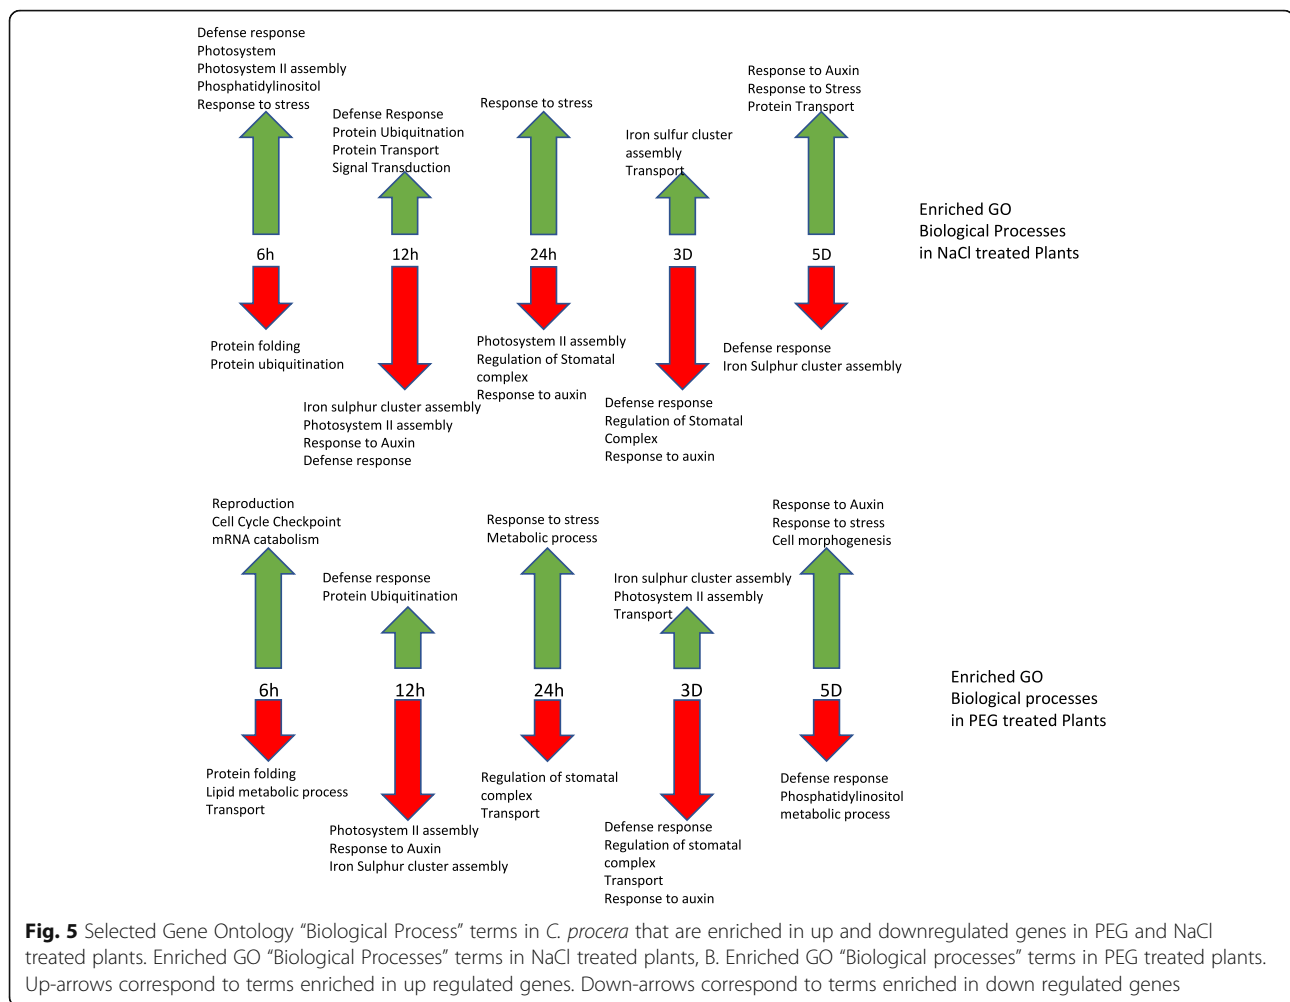 Defense response
Photosystem
Photosystem II assembly
Phosphatidylinositol
Response to stress
Defense Response
Protein Ubiquitnation
Protein Transport
Signal Transduction
Response to stress
Iron sulfur cluster
assembly
Transport
Response to Auxin
Response to Stress
Protein Transport
6h
12h
24h
3D
5D
Enriched GO
Biological Processes
in NaCl treated Plants
Protein folding
Protein ubiquitination
Iron sulphur cluster assembly
Photosystem II assembly
Response to Auxin
Defense response
Photosystem II assembly
Regulation of Stomatal
complex
Response to auxin
Defense response
Regulation of Stomatal
Complex
Response to auxin
Defense response
Iron Sulphur cluster assembly
Reproduction
Cell Cycle Checkpoint
mRNA catabolism
Defense response
Protein Ubiquitination
Response to stress
Metabolic process
Iron sulphur cluster assembly
Photosystem II assembly
Transport
Response to Auxin
Response to stress
Cell morphogenesis
6h
12h
24h
3D
5D
Enriched GO
Biological processes
in PEG treated Plants
Protein folding
Lipid metabolic process
Transport
Photosystem II assembly
Response to Auxin
Iron Sulphur cluster assembly
Regulation of stomatal
complex
Transport
Defense response
Regulation of stomatal
complex
Transport
Response to auxin
Defense response
Phosphatidylinositol
metabolic process
Fig. 5 Selected Gene Ontology “Biological Process” terms in C. procera that are enriched in up and downregulated genes in PEG and NaCl
treated plants. Enriched GO “Biological Processes” terms in NaCl treated plants, B. Enriched GO “Biological processes” terms in PEG treated plants.
Up-arrows correspond to terms enriched in up regulated genes. Down-arrows correspond to terms enriched in down regulated genes